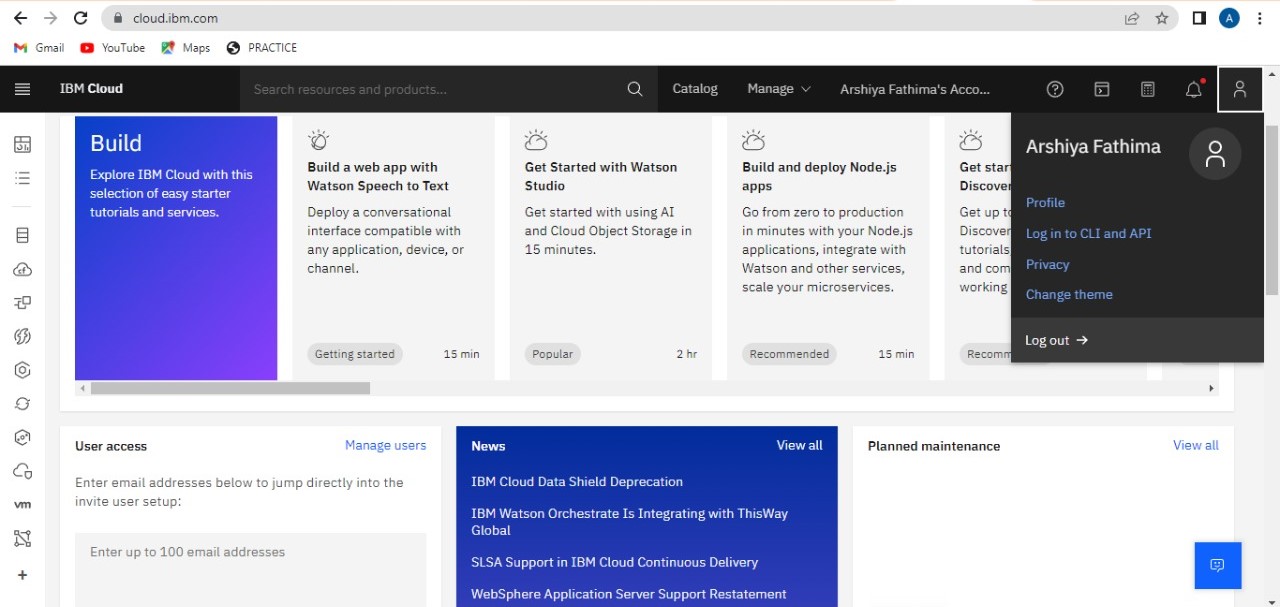 cloud.ibm.com
A
Gmail
YouTube
Maps
PRACTICE
IBM Cloud
Search resources and products...
Catalog
Manage
Arshiya Fathima's Acco...
Arshiya Fathima
Profile
Log in to CLI and API
Privacy
Change theme
Log out →
Build
Explore IBM Cloud with this
selection of easy starter
tutorials and services.
Build a web app with
Watson Speech to Text
Deploy a conversational
interface compatible with
any application, device, or
channel.
Getting started
15 min
Get Started with Watson
Studio
Get started with using AI
and Cloud Object Storage in
15 minutes.
Popular
2 hr
Build and deploy Node.js
apps
Go from zero to production
in minutes with your Node.js
applications, integrate with
Watson and other services,
scale your microservices.
Recommended
15 min
Get star
Discover
Get up to
Discover
tutorials,
and com
working
Recomm
vm
User access
Manage users
Enter email addresses below to jump directly into the
invite user setup:
Enter up to 100 email addresses
News
View all
IBM Cloud Data Shield Deprecation
IBM Watson Orchestrate Is Integrating with ThisWay
Global
SLSA Support in IBM Cloud Continuous Delivery
WebSphere Application Server Support Restatement
Planned maintenance
View all